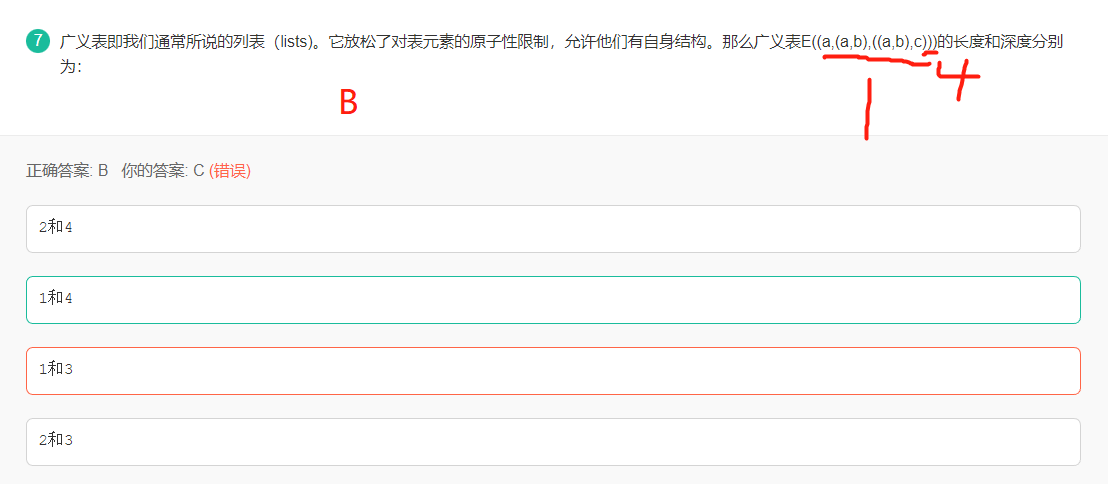 7 广义表即我们通常所说的列表（lists)。它放松了对表元素的原子性限制，允许他们有自身结构。那么广义表E((a,(a,b),((a,b),c)))的长度和深度分别
为：
4
B
1
正确答案: B 你的答案: C (错误)
2和4
1和4
1和3
2和3